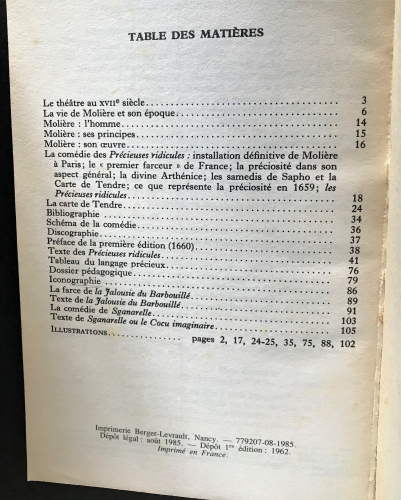 TABLE DES MATIÈRES
Le théâtre au XVIIe siècle........ 3
La vie de Molière et son époque........ 6
Molière : l'homme........ 14
Molière : ses principes........ 15
Molière : son œuvre........ 16
La comédie des Précieuses ridicules : installation définitive de Molière
à Paris; le « premier farceur » de France; la préciosité dans son
aspect général; la divine Arthénice; les samedis de Sapho et la
Carte de Tendre; ce que représente la préciosité en 1659; les
Précieuses ridicules........ 18
La carte de Tendre........ 24
Bibliographie........ 34
Schéma de la comédie........ 36
Discographie........ 37
Préface de la première édition (1660)........ 38
Texte des Précieuses ridicules........ 41
Tableau du langage précieux........ 76
Dossier pédagogique........ 79
Iconographie........ 86
La farce de la Jalousie du Barbouillé........ 89
Texte de la Jalousie du Barbouillé........ 91
La comédie de Sganarelle........ 103
Texte de Sganarelle ou le Cocu imaginaire........ 105
ILLUSTRATIONS........ pages 2, 17, 24-25, 35, 75, 88, 102
Imprimerie Berger-Levrault, Nancy. — 779207-08-1985.
Dépôt légal : août 1985. — Dépôt 1re édition : 1962.
Imprimé en France.